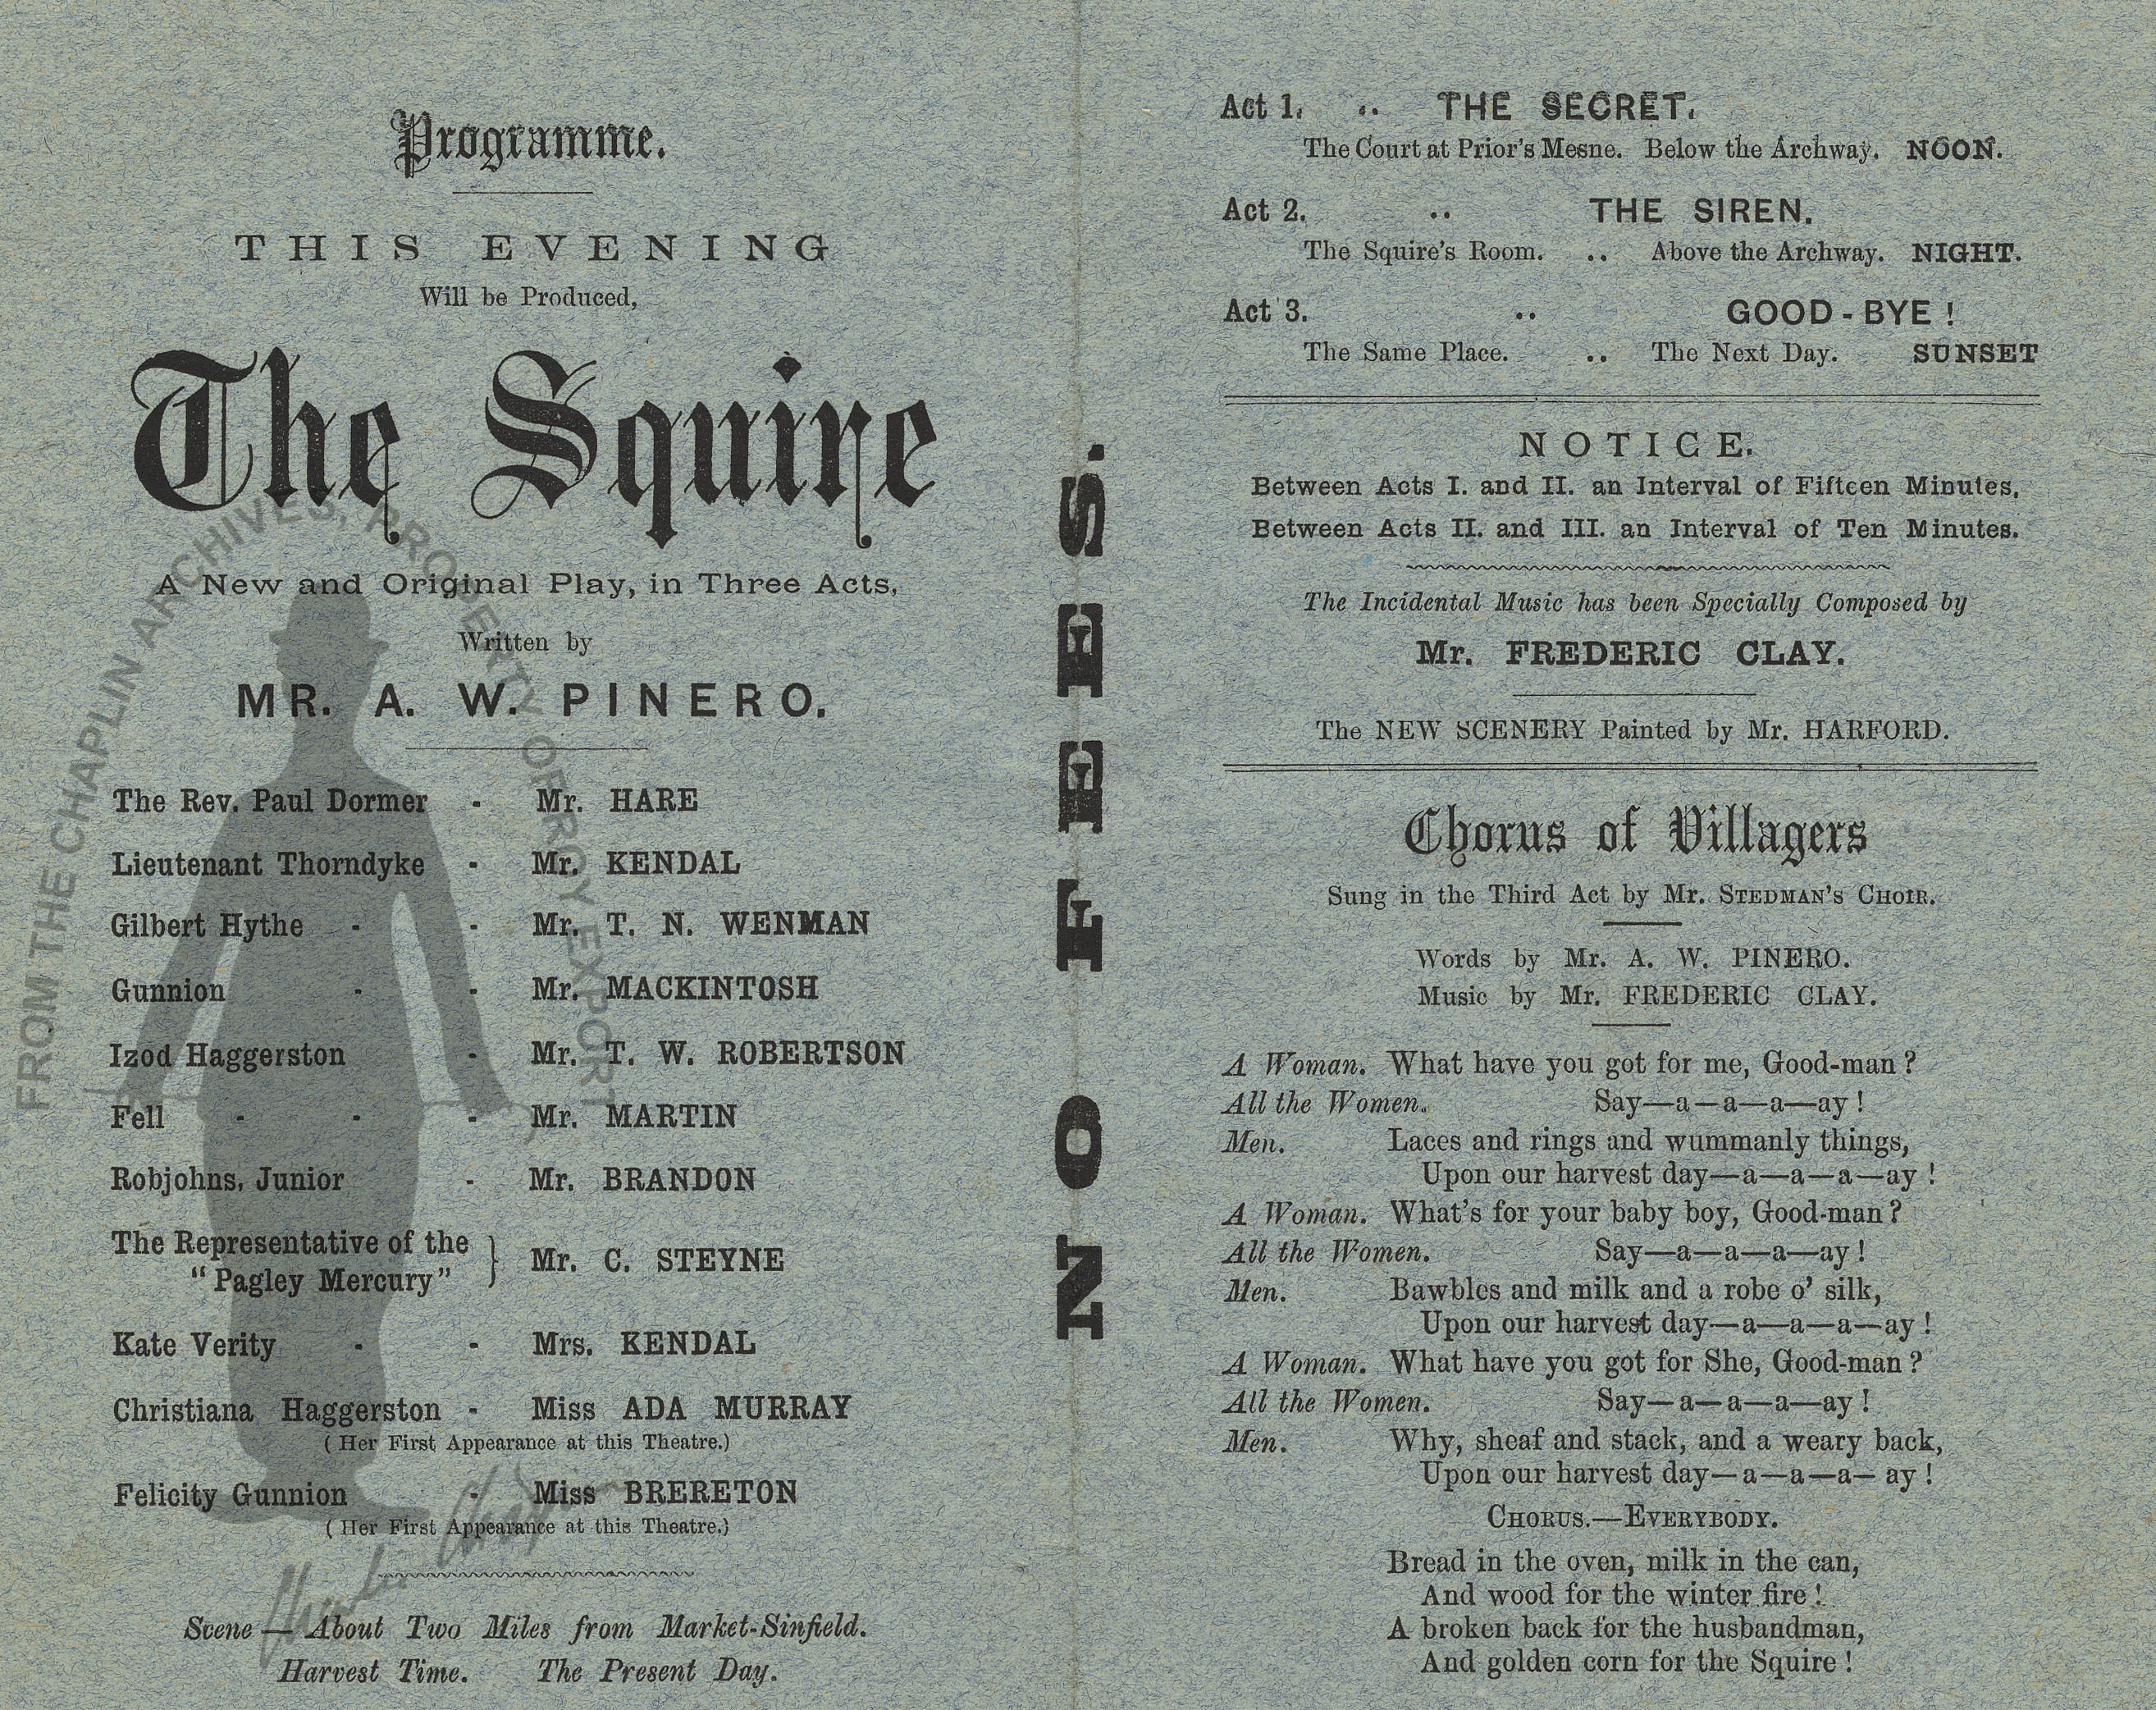 Programme.
THIS EVENING
Will be Produced,
The Squire
A New and Original Play, in Three Acts,
Written by
MR. A. W. PINERO.
The Rev. Paul Dormer - Mr. HARE
Lieutenant Thorndyke - Mr. KENDAL
Gilbert Hythe - - Mr. T. N. WENMAN
Gunnion - - Mr. MACKINTOSH
Izod Haggerston - Mr. T. W. ROBERTSON
Fell - - - Mr. MARTIN
Robjohns, Junior - Mr. BRANDON
The Representative of the
"Pagley Mercury" } Mr. C. STEYNE
Kate Verity - - Mrs. KENDAL
Christiana Haggerston - Miss ADA MURRAY
(Her First Appearance at this Theatre.)
Felicity Gunnion - Miss BRERETON
(Her First Appearance at this Theatre.)
Scene — About Two Miles from Market-Sinfield.
Harvest Time. The Present Day.
FROM THE CHAPLIN ARCHIVES, PROPERTY OF ROY EXPORT
Charlie Chaplin
NO FEES.
Act 1. .. THE SECRET.
The Court at Prior's Mesne. Below the Archway. NOON.
Act 2. .. THE SIREN.
The Squire's Room. .. Above the Archway. NIGHT.
Act 3. .. GOOD-BYE!
The Same Place. .. The Next Day. SUNSET
NOTICE.
Between Acts I. and II. an Interval of Fifteen Minutes.
Between Acts II. and III. an Interval of Ten Minutes.
The Incidental Music has been Specially Composed by
Mr. FREDERIC CLAY.
The NEW SCENERY Painted by Mr. HARFORD.
Chorus of Villagers
Sung in the Third Act by Mr. STEDMAN'S CHOIR.
Words by Mr. A. W. PINERO.
Music by Mr. FREDERIC CLAY.
A Woman. What have you got for me, Good-man?
All the Women. Say—a—a—a—ay!
Men. Laces and rings and wummanly things,
Upon our harvest day—a—a—a—ay!
A Woman. What's for your baby boy, Good-man?
All the Women. Say—a—a—a—ay!
Men. Bawbles and milk and a robe o' silk,
Upon our harvest day—a—a—a—ay!
A Woman. What have you got for She, Good-man?
All the Women. Say—a—a—a—ay!
Men. Why, sheaf and stack, and a weary back,
Upon our harvest day—a—a—a—ay!
CHORUS.—EVERYBODY.
Bread in the oven, milk in the can,
And wood for the winter fire!
A broken back for the husbandman,
And golden corn for the Squire!